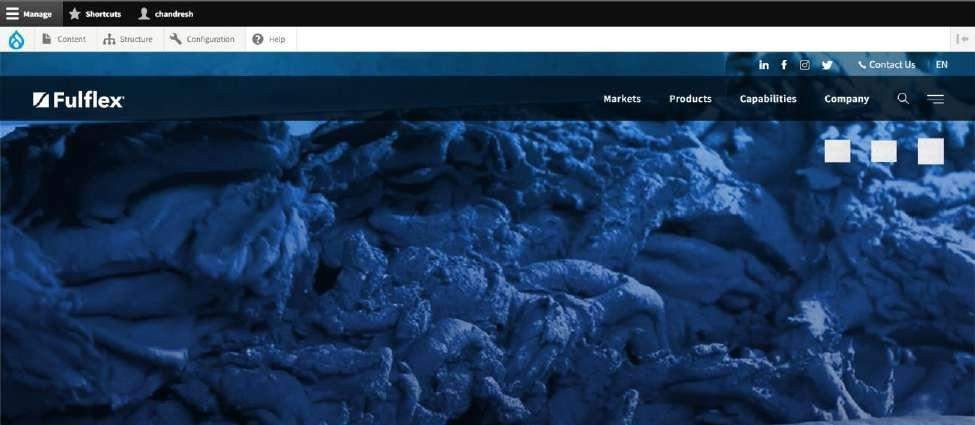 Manage Shortcuts chandresh
Content Structure Configuration Help
Contact Us EN
Fulflex Markets Products Capabilities Company